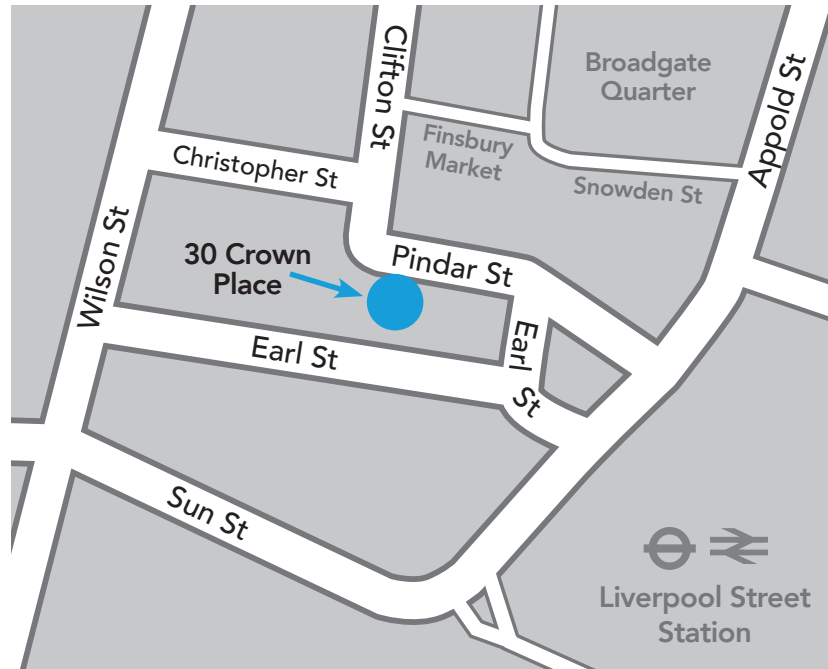 Clifton St
Broadgate
Quarter
Appold St
Finsbury
Market
Christopher St
Snowden St
Wilson St
30 Crown
Place
Pindar St
Earl St
Earl St
Sun St
Liverpool Street
Station